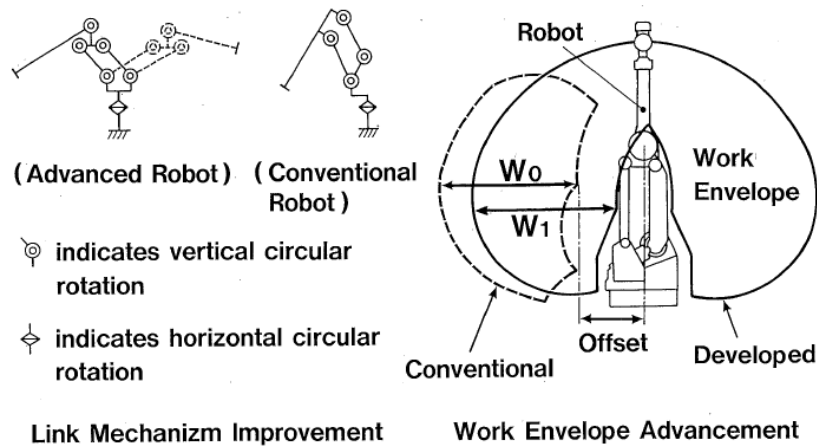 (Advanced Robot) (Conventional
Robot)
indicates vertical circular
rotation
indicates horizontal circular
rotation
Link Mechanizm Improvement
Robot
Work
Envelope
W0
W1
Offset
Conventional
Developed
Work Envelope Advancement